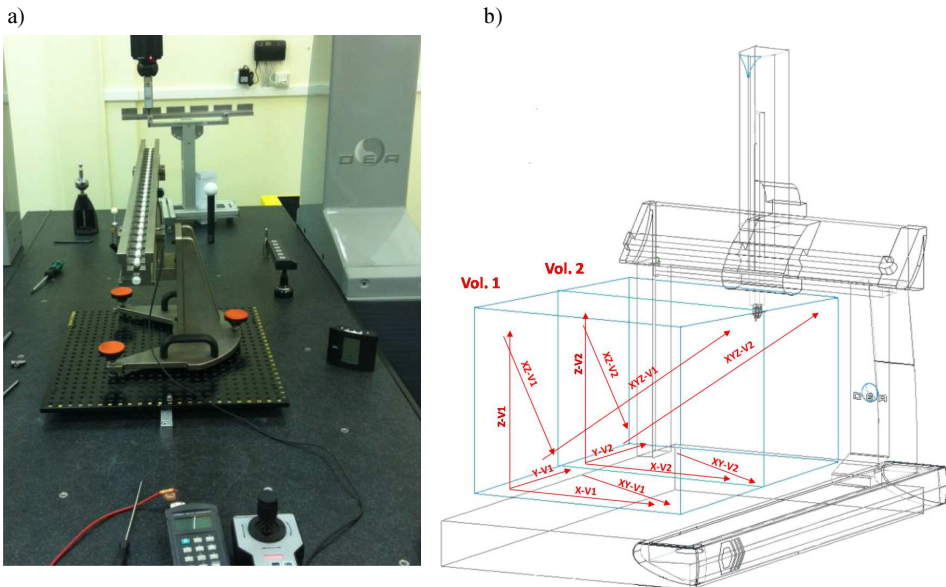 a)
b)
DEA
Vol. 1
Vol. 2
XZ-V1
Z-V1
XZ-V2
Z-V2
XYZ-V1
XYZ-V2
Y-V1
Y-V2
X-V1
X-V2
XY-V1
XY-V2
DEA